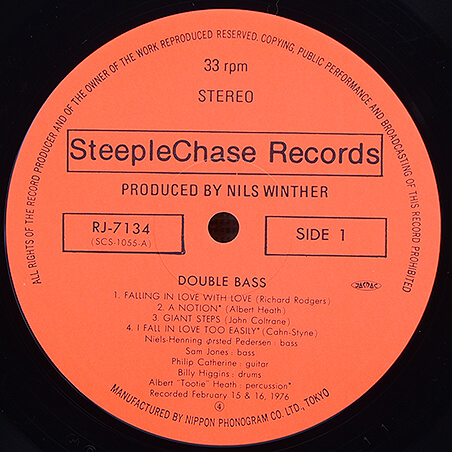 ALL RIGHTS OF THE RECORD PRODUCER AND OF THE OWNER OF THE WORK REPRODUCED RESERVED. COPYING, PUBLIC PERFORMANCE AND BROADCASTING OF THIS RECORD PROHIBITED
33 rpm
STEREO
SteepleChase Records
PRODUCED BY NILS WINTHER
RJ-7134
(SCS-1055-A)
SIDE 1
DOUBLE BASS
1. FALLING IN LOVE WITH LOVE (Richard Rodgers)
2. A NOTION* (Albert Heath)
3. GIANT STEPS (John Coltrane)
4. I FALL IN LOVE TOO EASILY* (Cahn-Styne)
Niels-Henning Ørsted Pedersen : bass
Sam Jones : bass
Philip Catherine : guitar
Billy Higgins : drums
Albert "Tootie" Heath : percussion*
Recorded February 15 & 16, 1976
④
MANUFACTURED BY NIPPON PHONOGRAM CO. LTD., TOKYO